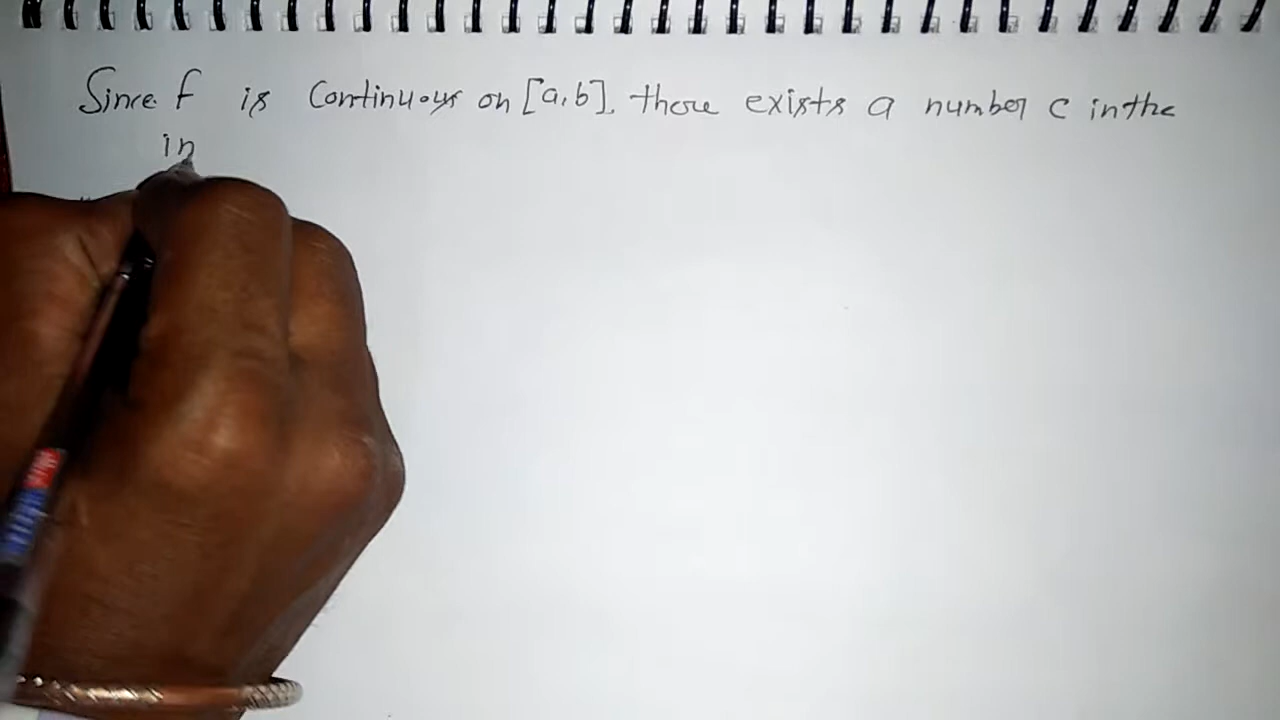 Since f is Continuous on [a,b], there exists a number c in the
in